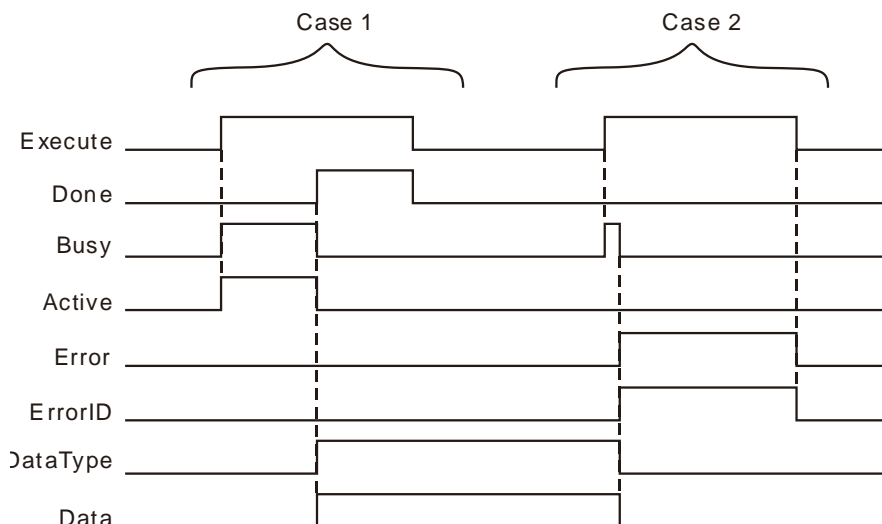 Case 1
Case 2
Execute
Done
Busy
Active
Error
ErrorID
DataType
Data